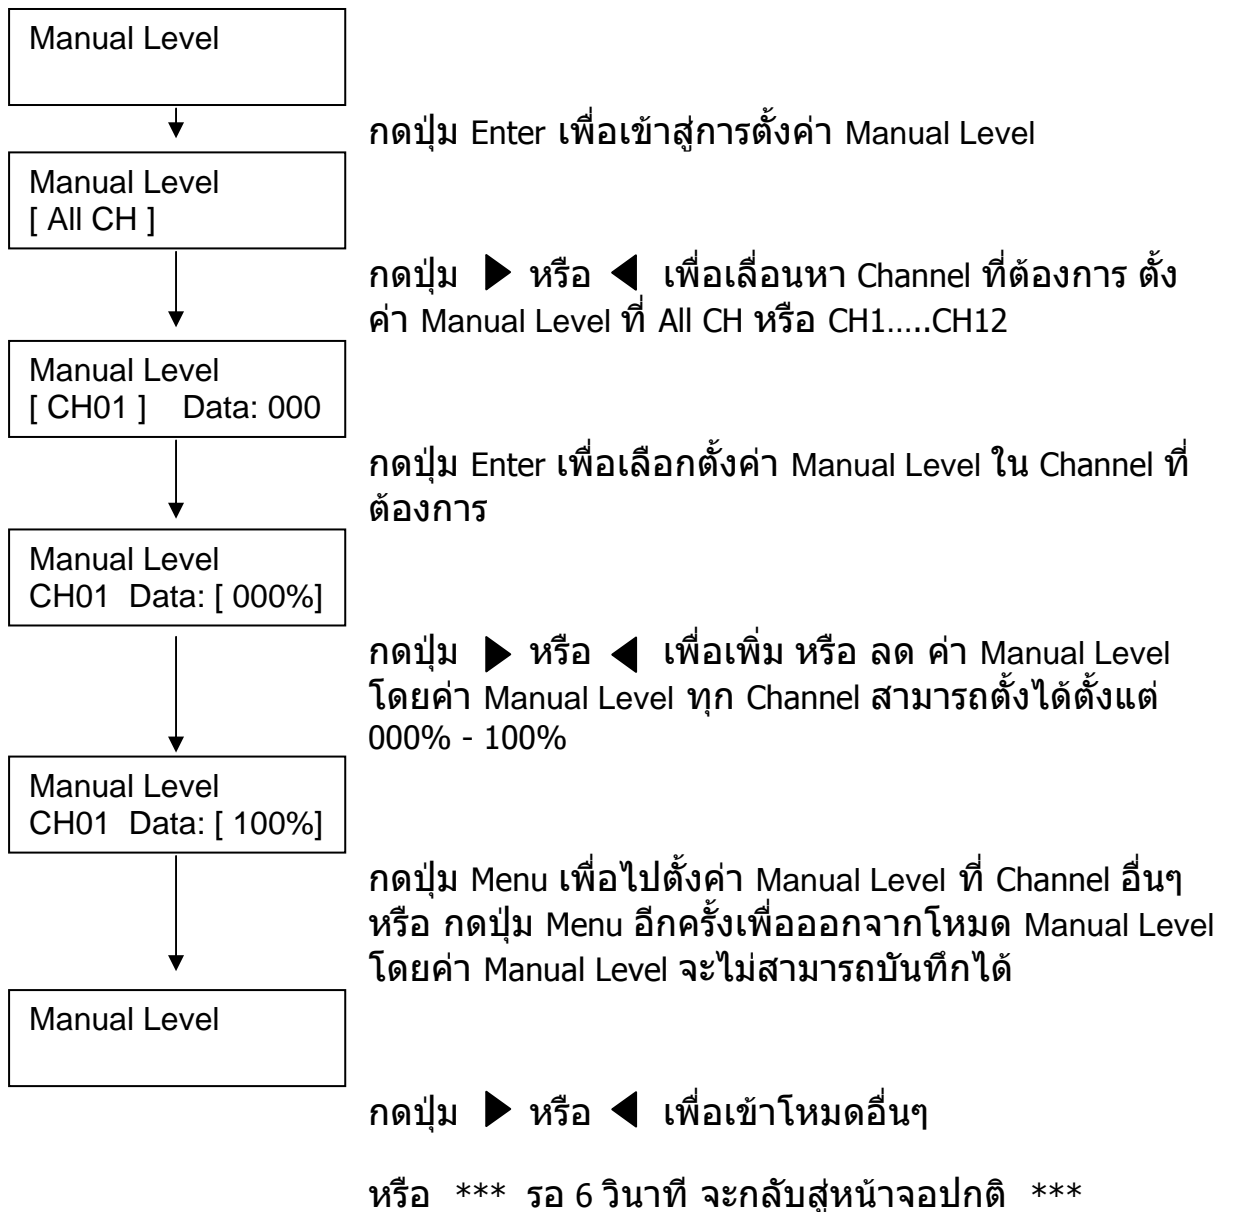 Manual Level
กดปุ่ม Enter เพื่อเข้าสู่การตั้งค่า Manual Level
Manual Level
[ All CH ]
กดปุ่ม ▶ หรือ ◀ เพื่อเลื่อนหา Channel ที่ต้องการ ตั้ง
ค่า Manual Level ที่ All CH หรือ CH1…..CH12
Manual Level
[ CH01 ] Data: 000
กดปุ่ม Enter เพื่อเลือกตั้งค่า Manual Level ใน Channel ที่
ต้องการ
Manual Level
CH01 Data: [ 000%]
กดปุ่ม ▶ หรือ ◀ เพื่อเพิ่ม หรือ ลด ค่า Manual Level
โดยค่า Manual Level ทุก Channel สามารถตั้งได้ตั้งแต่
000% - 100%
Manual Level
CH01 Data: [ 100%]
กดปุ่ม Menu เพื่อไปตั้งค่า Manual Level ที่ Channel อื่นๆ
หรือ กดปุ่ม Menu อีกครั้งเพื่อออกจากโหมด Manual Level
โดยค่า Manual Level จะไม่สามารถบันทึกได้
Manual Level
กดปุ่ม ▶ หรือ ◀ เพื่อเข้าโหมดอื่นๆ
หรือ *** รอ 6 วินาที จะกลับสู่หน้าจอปกติ ***